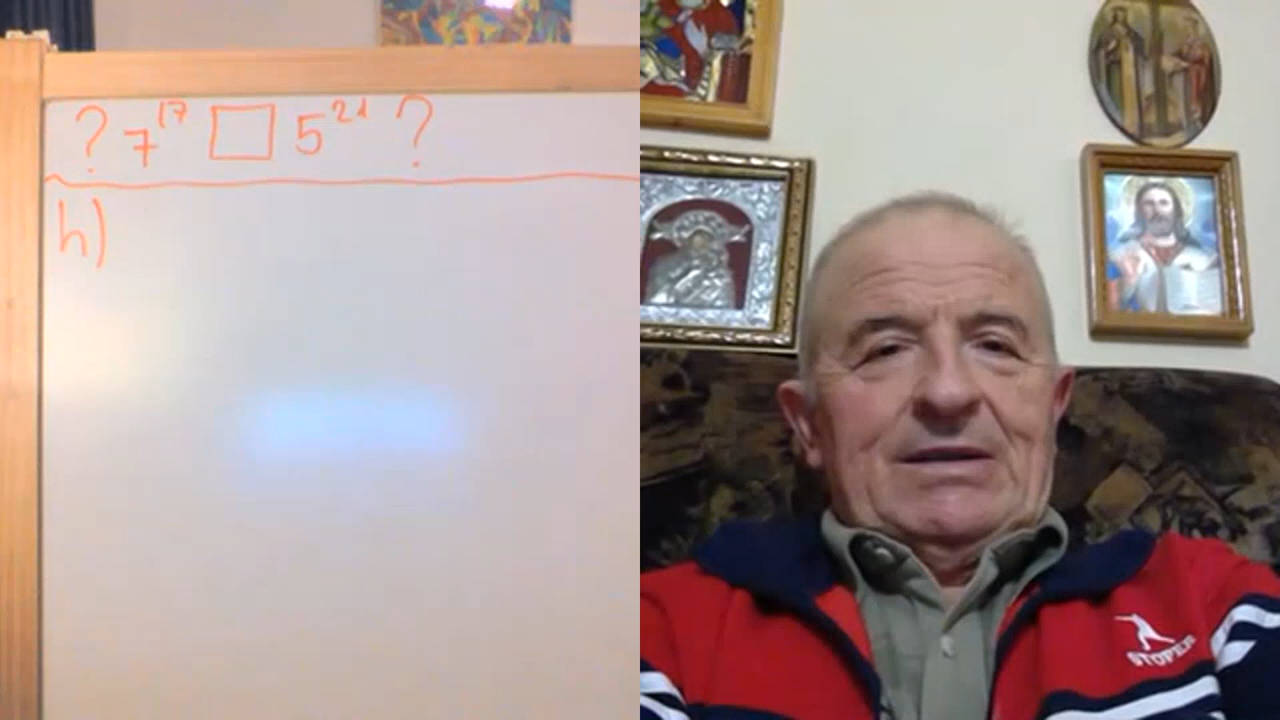 ? 7¹⁷ □ 5²¹ ?
h)
STOPER